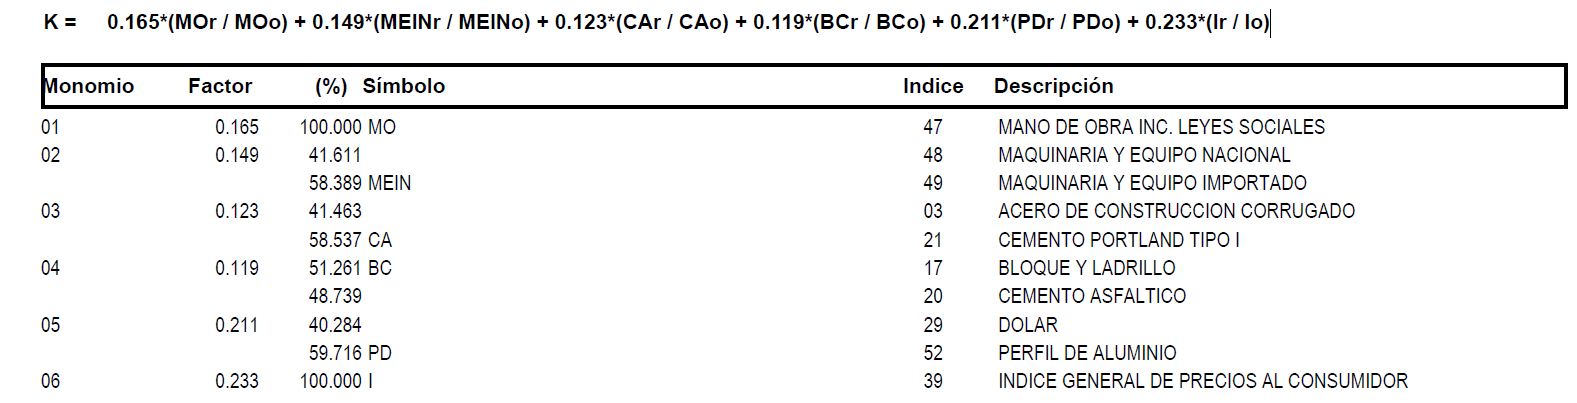 K = 0.165*(MOr / MOo) + 0.149*(MEINr / MEINo) + 0.123*(CAr / CAo) + 0.119*(BCr / BCo) + 0.211*(PDr / PDo) + 0.233*(Ir / Io)
Monomio Factor (%) Símbolo Indice Descripción
01 0.165 100.000 MO 47 MANO DE OBRA INC. LEYES SOCIALES
02 0.149 41.611 48 MAQUINARIA Y EQUIPO NACIONAL
58.389 MEIN 49 MAQUINARIA Y EQUIPO IMPORTADO
03 0.123 41.463 03 ACERO DE CONSTRUCCION CORRUGADO
58.537 CA 21 CEMENTO PORTLAND TIPO I
04 0.119 51.261 BC 17 BLOQUE Y LADRILLO
48.739 20 CEMENTO ASFALTICO
05 0.211 40.284 29 DOLAR
59.716 PD 52 PERFIL DE ALUMINIO
06 0.233 100.000 I 39 INDICE GENERAL DE PRECIOS AL CONSUMIDOR